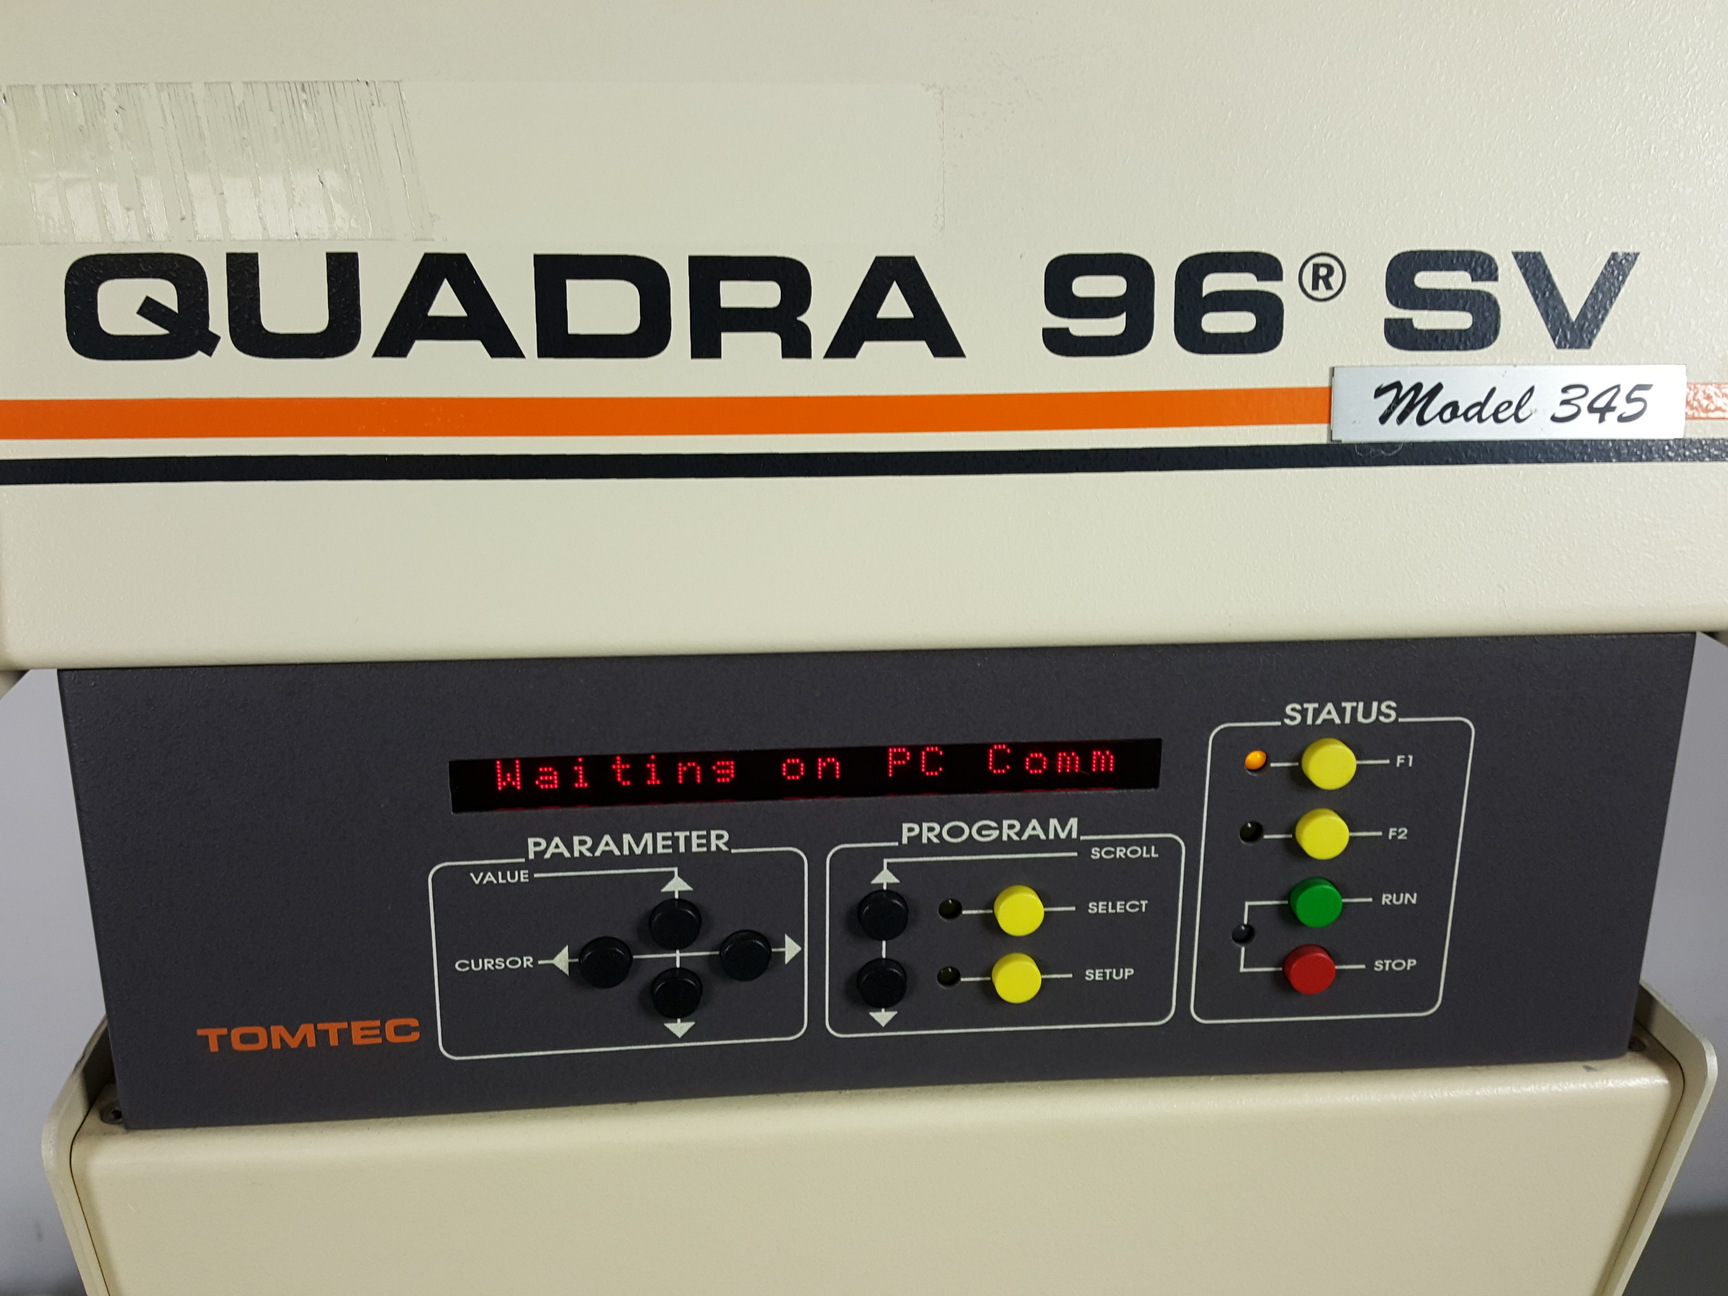 QUADRA 96® SV
Model 345
Waiting on PC Comm
STATUS
F1
F2
RUN
STOP
PARAMETER
VALUE
CURSOR
PROGRAM
SCROLL
SELECT
SETUP
TOMTEC